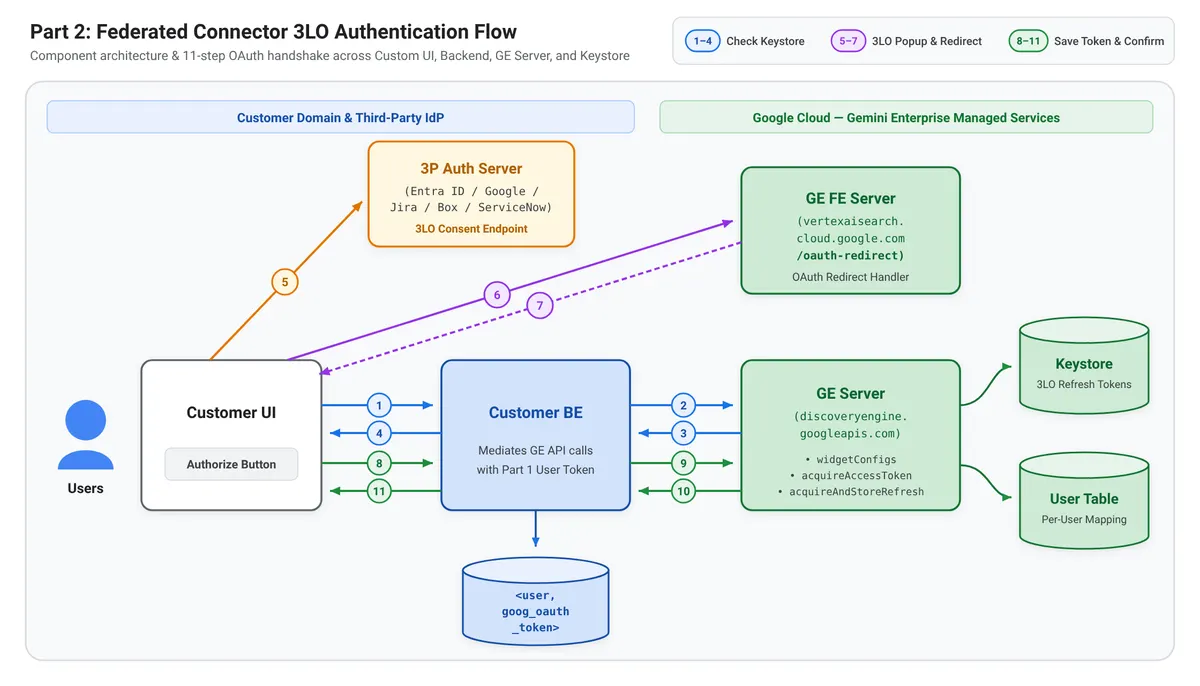 Part 2: Federated Connector 3LO Authentication Flow
Component architecture & 11-step OAuth handshake across Custom UI, Backend, GE Server, and Keystore
1–4 Check Keystore
5–7 3LO Popup & Redirect
8–11 Save Token & Confirm
Customer Domain & Third-Party IdP
Google Cloud — Gemini Enterprise Managed Services
3P Auth Server
(Entra ID / Google /
Jira / Box / ServiceNow)
3LO Consent Endpoint
GE FE Server
(vertexaisearch.
cloud.google.com
/oauth-redirect)
OAuth Redirect Handler
5
6
7
Users
Customer UI
Authorize Button
1
4
8
11
Customer BE
Mediates GE API calls
with Part 1 User Token
2
3
9
10
GE Server
(discoveryengine.
googleapis.com)
• widgetConfigs
• acquireAccessToken
• acquireAndStoreRefresh
Keystore
3LO Refresh Tokens
User Table
Per-User Mapping
<user,
goog_oauth
_token>